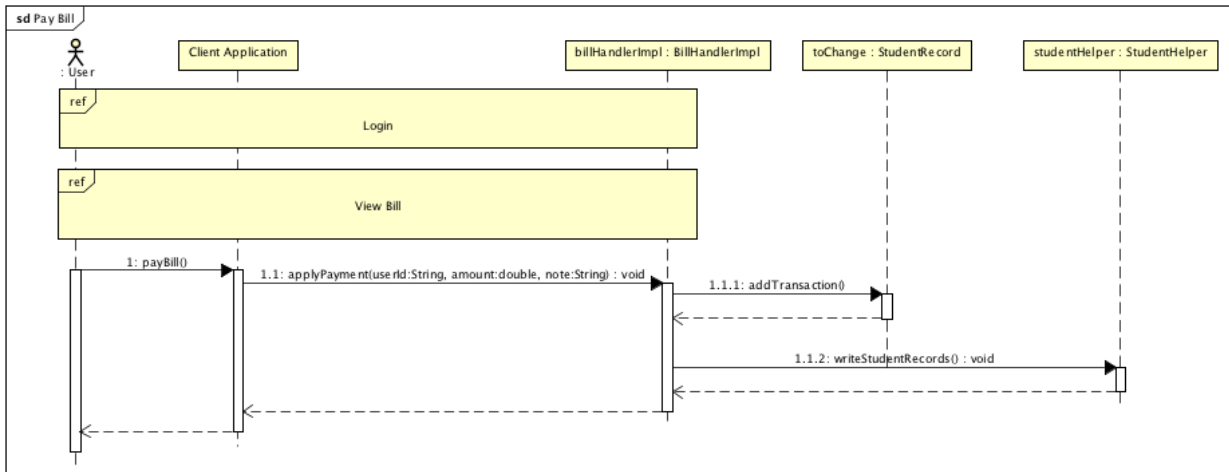 sd Pay Bill
: User
Client Application
billHandlerImpl : BillHandlerImpl
toChange : StudentRecord
studentHelper : StudentHelper
ref
Login
ref
View Bill
1: payBill()
1.1: applyPayment(userId:String, amount:double, note:String) : void
1.1.1: addTransaction()
1.1.2: writeStudentRecords() : void